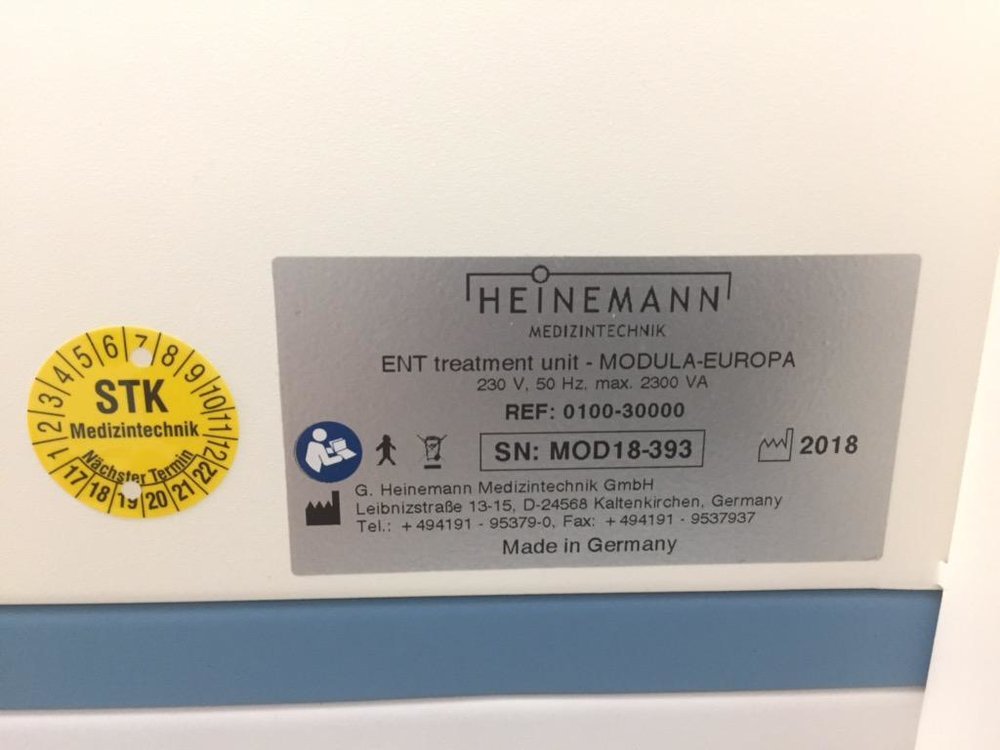 1 2 3 4 5 6 7 8 9 10 11 12
STK
Medizintechnik
Nächster Termin
17 18 19 20 21 22
HEINEMANN
MEDIZINTECHNIK
ENT treatment unit - MODULA-EUROPA
230 V, 50 Hz, max. 2300 VA
REF: 0100-30000
SN: MOD18-393
2018
G. Heinemann Medizintechnik GmbH
Leibnizstraße 13-15, D-24568 Kaltenkirchen, Germany
Tel.: +494191 - 95379-0, Fax: +494191 - 9537937
Made in Germany